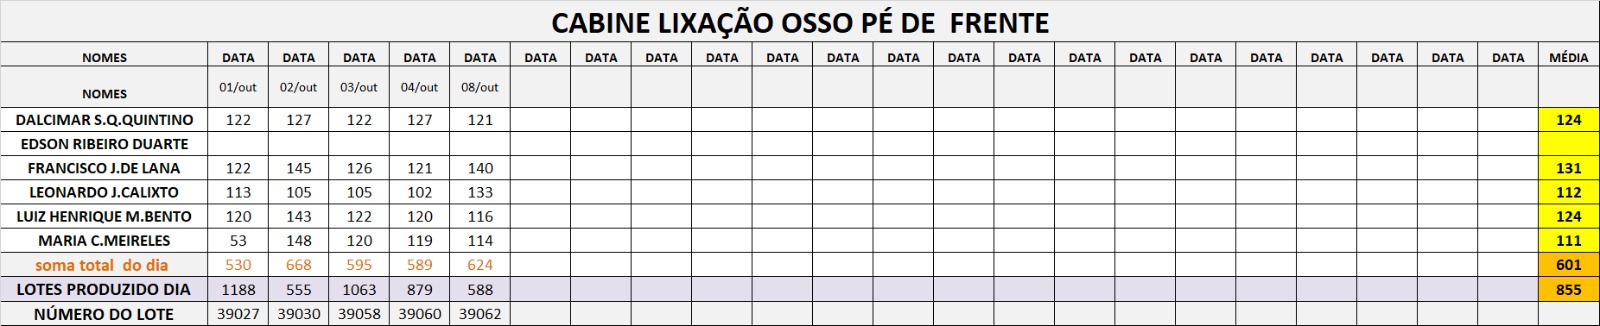 CABINE LIXAÇÃO OSSO PÉ DE FRENTE
NOMES DATA DATA DATA DATA DATA DATA DATA DATA DATA DATA DATA DATA DATA DATA DATA DATA DATA DATA DATA DATA DATA DATA MÉDIA
NOMES 01/out 02/out 03/out 04/out 08/out
DALCIMAR S.Q.QUINTINO 122 127 122 127 121 124
EDSON RIBEIRO DUARTE
FRANCISCO J.DE LANA 122 145 126 121 140 131
LEONARDO J.CALIXTO 113 105 105 102 133 112
LUIZ HENRIQUE M.BENTO 120 143 122 120 116 124
MARIA C.MEIRELES 53 148 120 119 114 111
soma total do dia 530 668 595 589 624 601
LOTES PRODUZIDO DIA 1188 555 1063 879 588 855
NÚMERO DO LOTE 39027 39030 39058 39060 39062